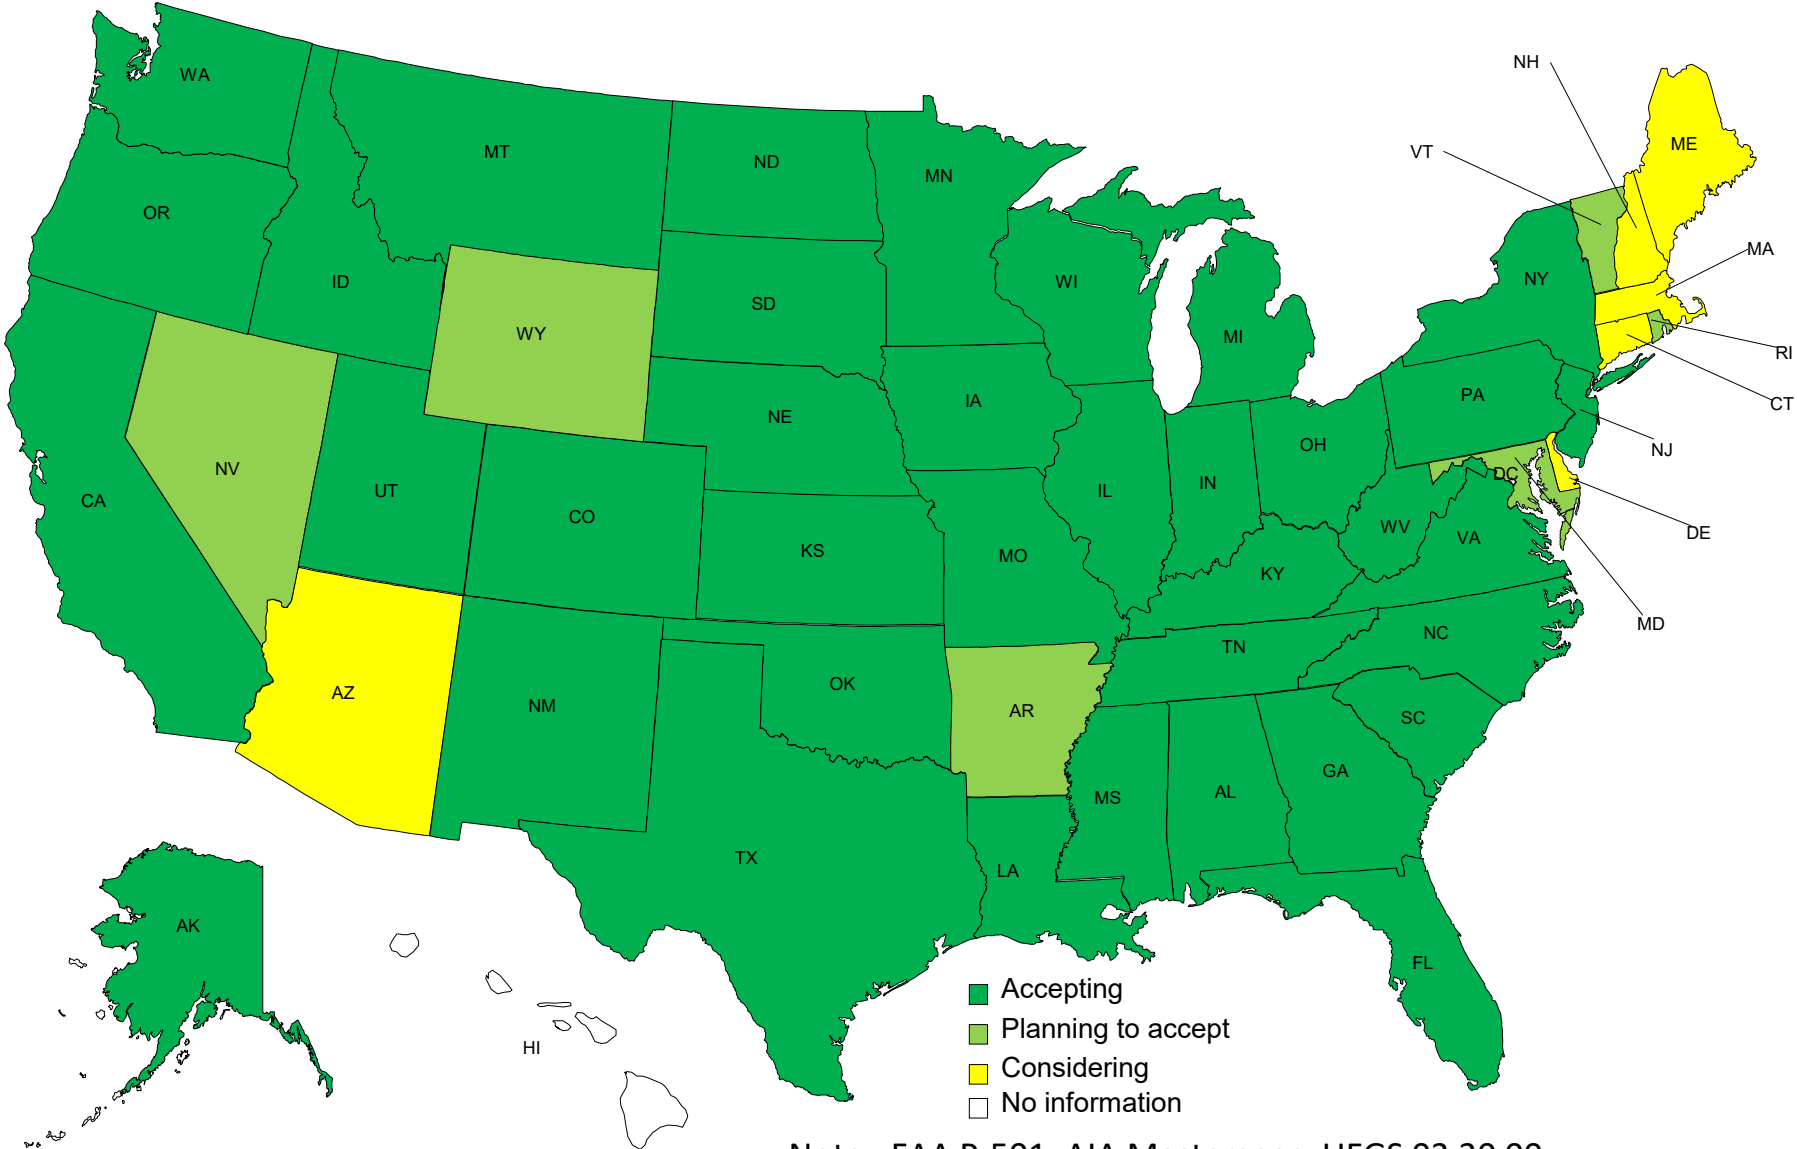 WA
MT
ND
MN
OR
ID
WY
SD
WI
MI
NY
VT
NH
ME
MA
RI
CT
NJ
DE
MD
DC
PA
OH
IN
IL
IA
NE
NV
UT
CA
CO
KS
MO
KY
WV
VA
NC
TN
SC
GA
AL
MS
AR
LA
OK
TX
NM
AZ
FL
AK
HI
Accepting
Planning to accept
Considering
No information